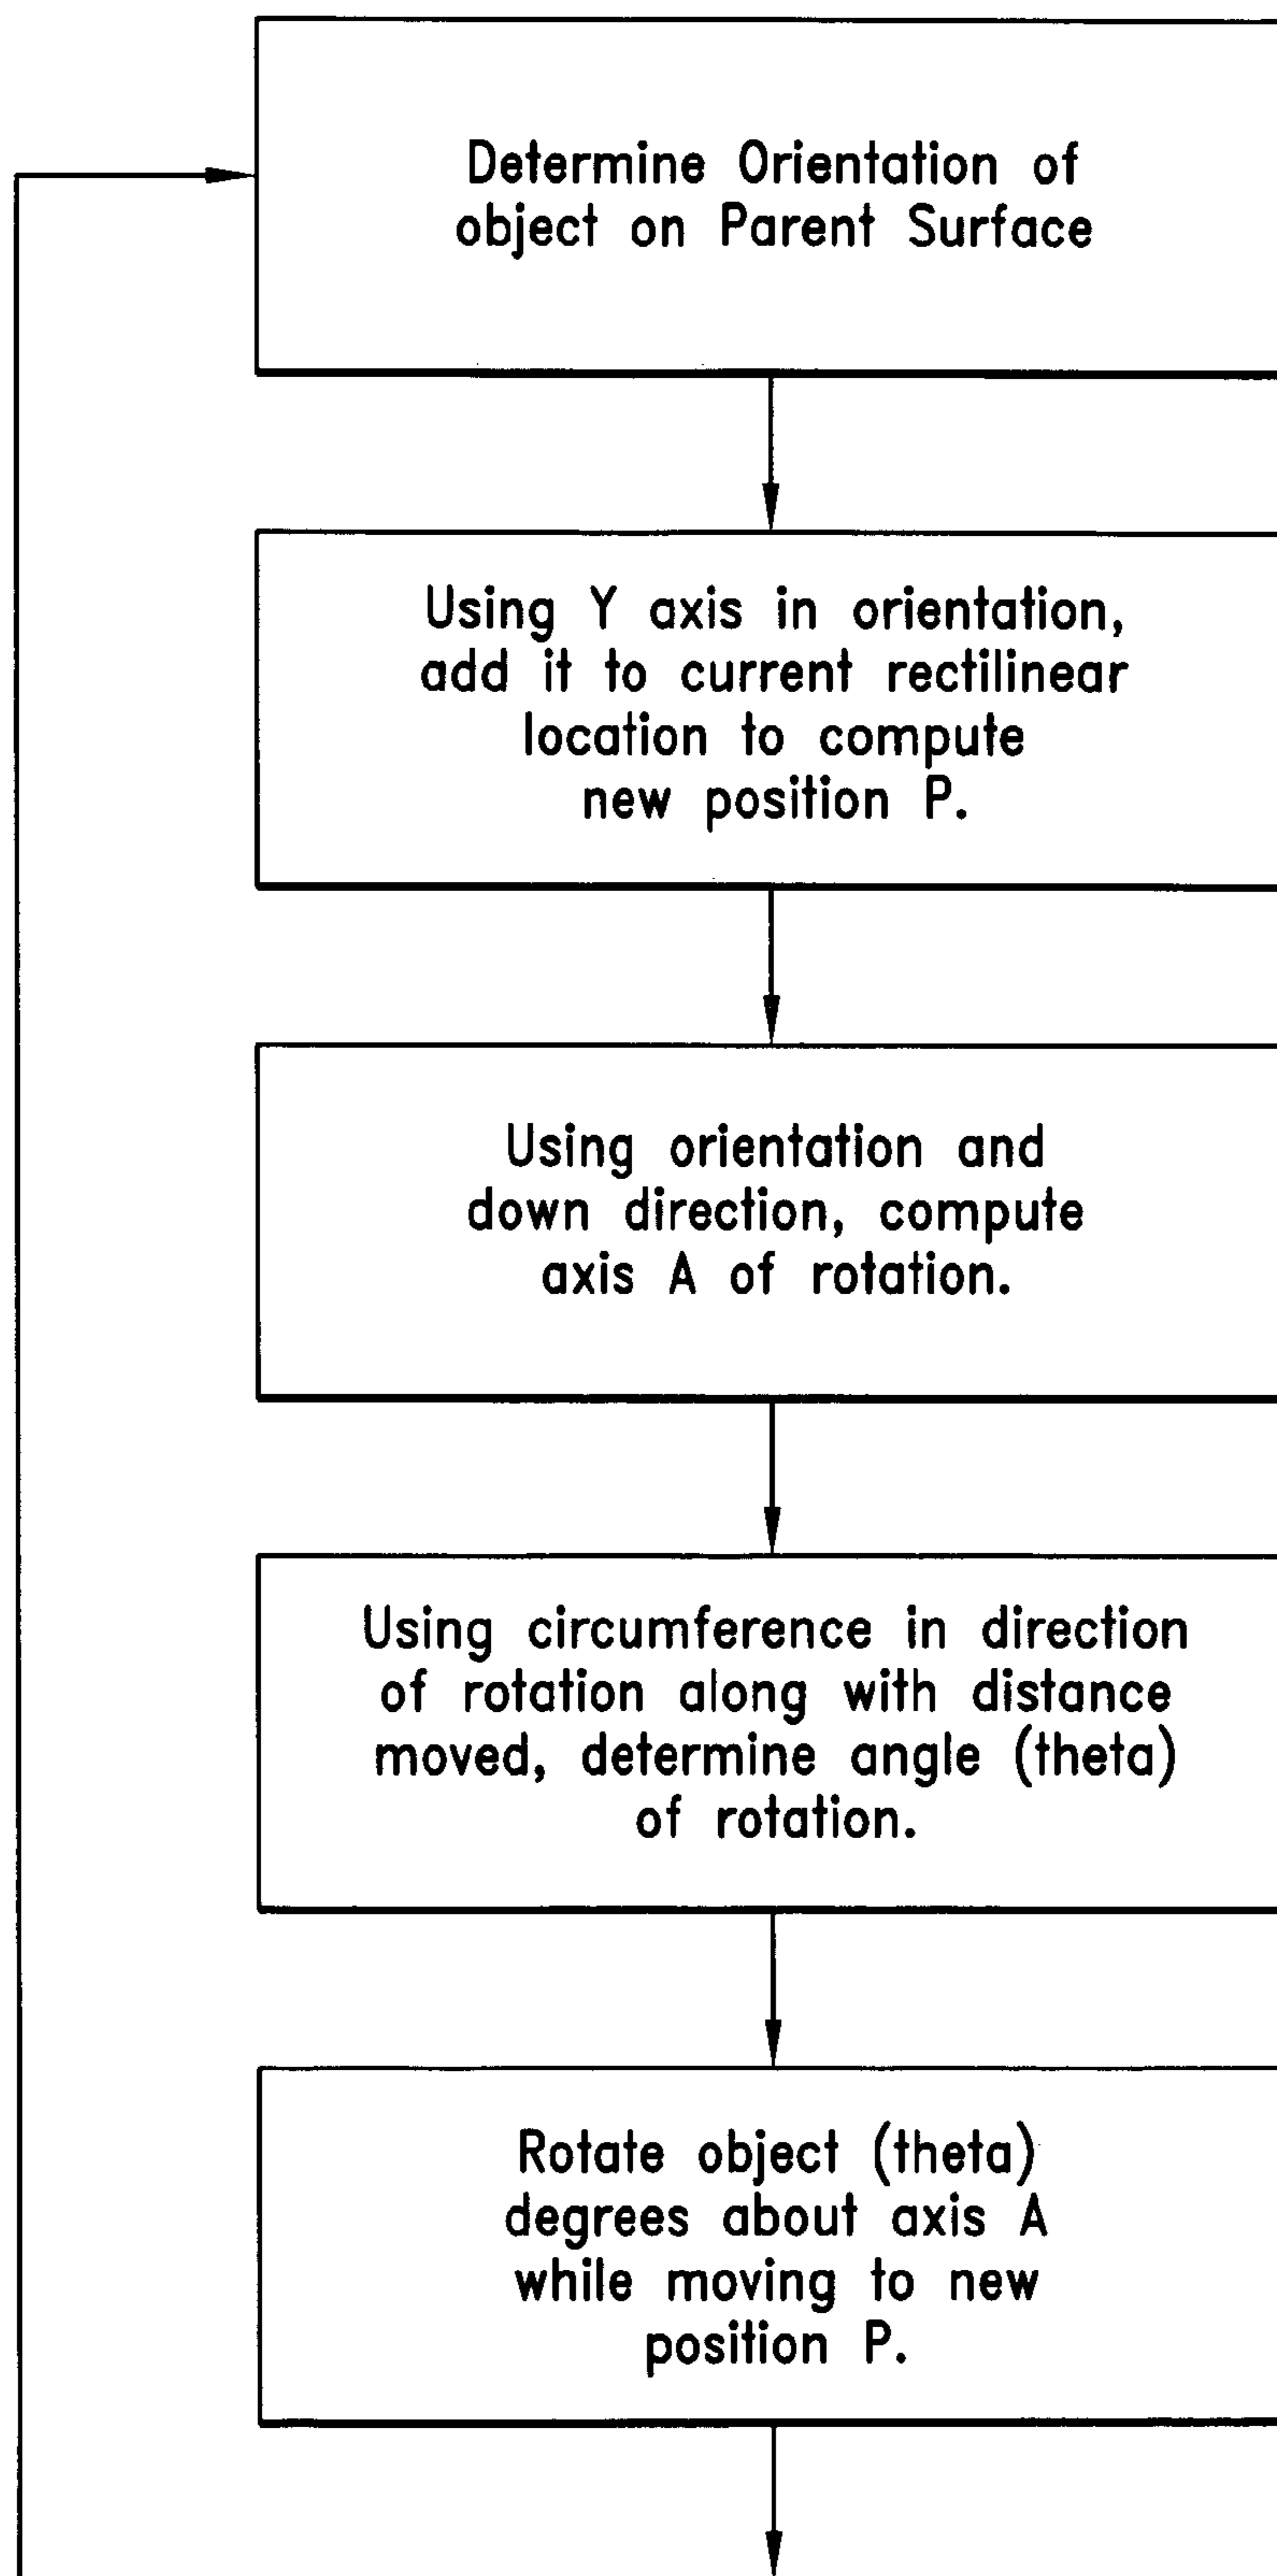 Determine Orientation of
object on Parent Surface
Using Y axis in orientation,
add it to current rectilinear
location to compute
new position P.
Using orientation and
down direction, compute
axis A of rotation.
Using circumference in direction
of rotation along with distance
moved, determine angle (theta)
of rotation.
Rotate object (theta)
degrees about axis A
while moving to new
position P.